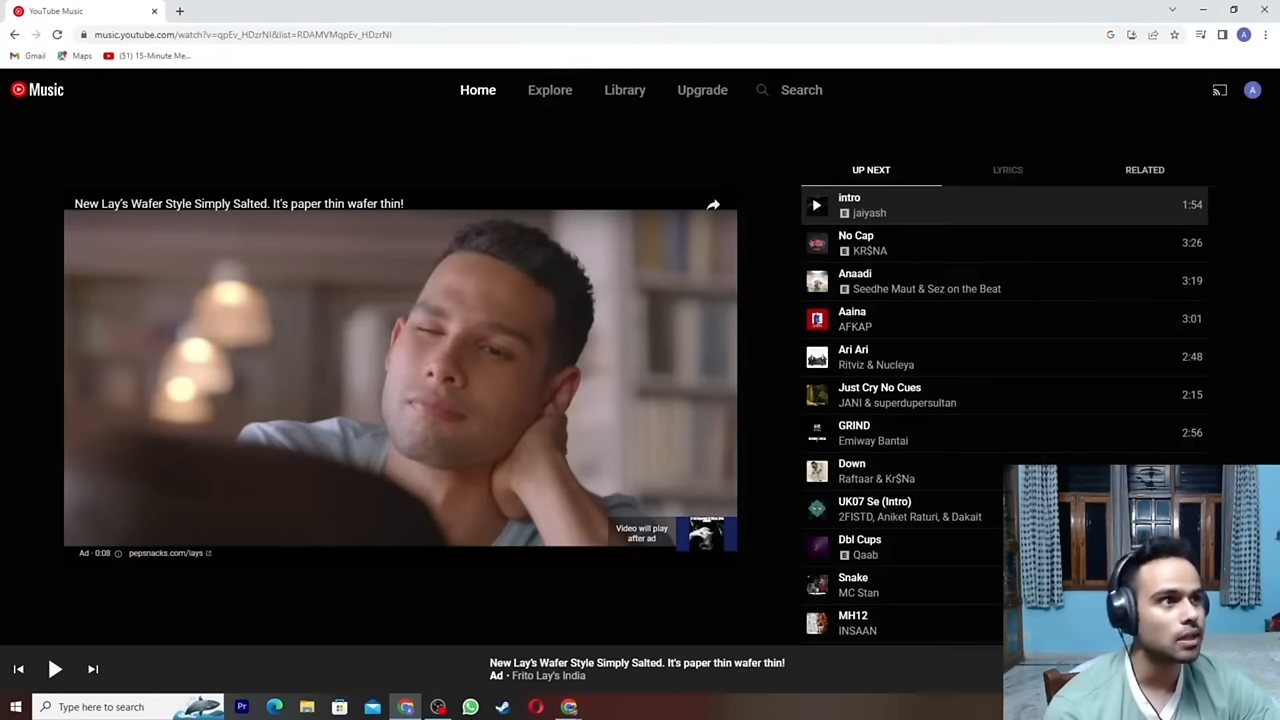 YouTube Music
music.youtube.com/watch?v=qpEv_HDzrNI&list=RDAMVMqpEv_HDzrNI
A
Gmail
Maps
(51) 15-Minute Me...
Music
Home
Explore
Library
Upgrade
Search
A
UP NEXT
LYRICS
RELATED
New Lay's Wafer Style Simply Salted. It's paper thin wafer thin!
Video will play
after ad
Ad · 0:08
pepsnacks.com/lays
intro
E jaiyash
1:54
No Cap
E KR$NA
3:26
Anaadi
E Seedhe Maut & Sez on the Beat
3:19
Aaina
AFKAP
3:01
Ari Ari
Ritviz & Nucleya
2:48
Just Cry No Cues
JANI & superdupersultan
2:15
GRIND
Emiway Bantai
2:56
Down
Raftaar & Kr$Na
UK07 Se (Intro)
2FISTD, Aniket Raturi, & Dakait
Dbl Cups
E Qaab
Snake
MC Stan
MH12
INSAAN
New Lay's Wafer Style Simply Salted. It's paper thin wafer thin!
Ad · Frito Lay's India
Type here to search
Pr